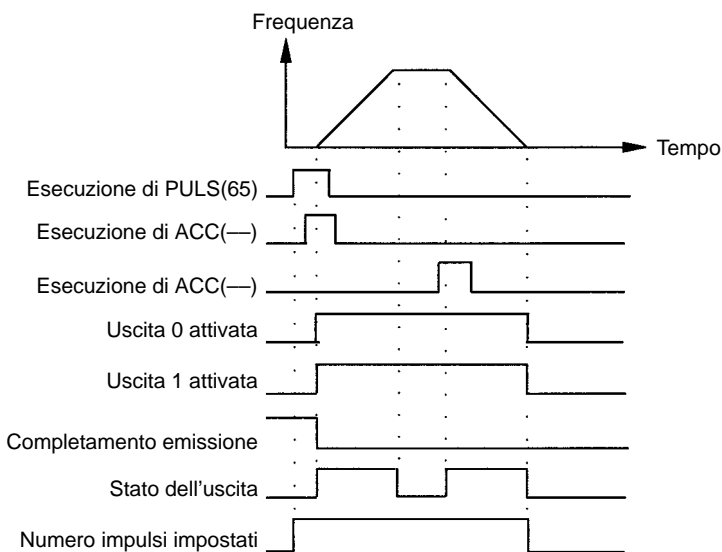 Frequenza
Tempo
Esecuzione di PULS(65)
Esecuzione di ACC(––)
Esecuzione di ACC(––)
Uscita 0 attivata
Uscita 1 attivata
Completamento emissione
Stato dell'uscita
Numero impulsi impostati